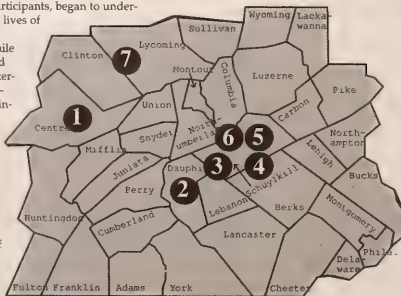 articipants, began to under-
lives of
ile
d
ter-
–
in-
f
Wyoming
Lacka-
wanna
Sullivan
Lycoming
Clinton
7
Montour
Columbia
Luzerne
Pike
Union
Carbon
Centre
1
Snyder
North-
umberla
6
5
North-
ampton
Mifflin
Lehigh
Juniata
Dauphi
3
4
Schuylkill
Bucks
Perry
2
Lebanon
Berks
Montgomery
Huntingdon
Cumberland
Phila.
Lancaster
Dela-
ware
Fulton
Franklin
Adams
York
Chester